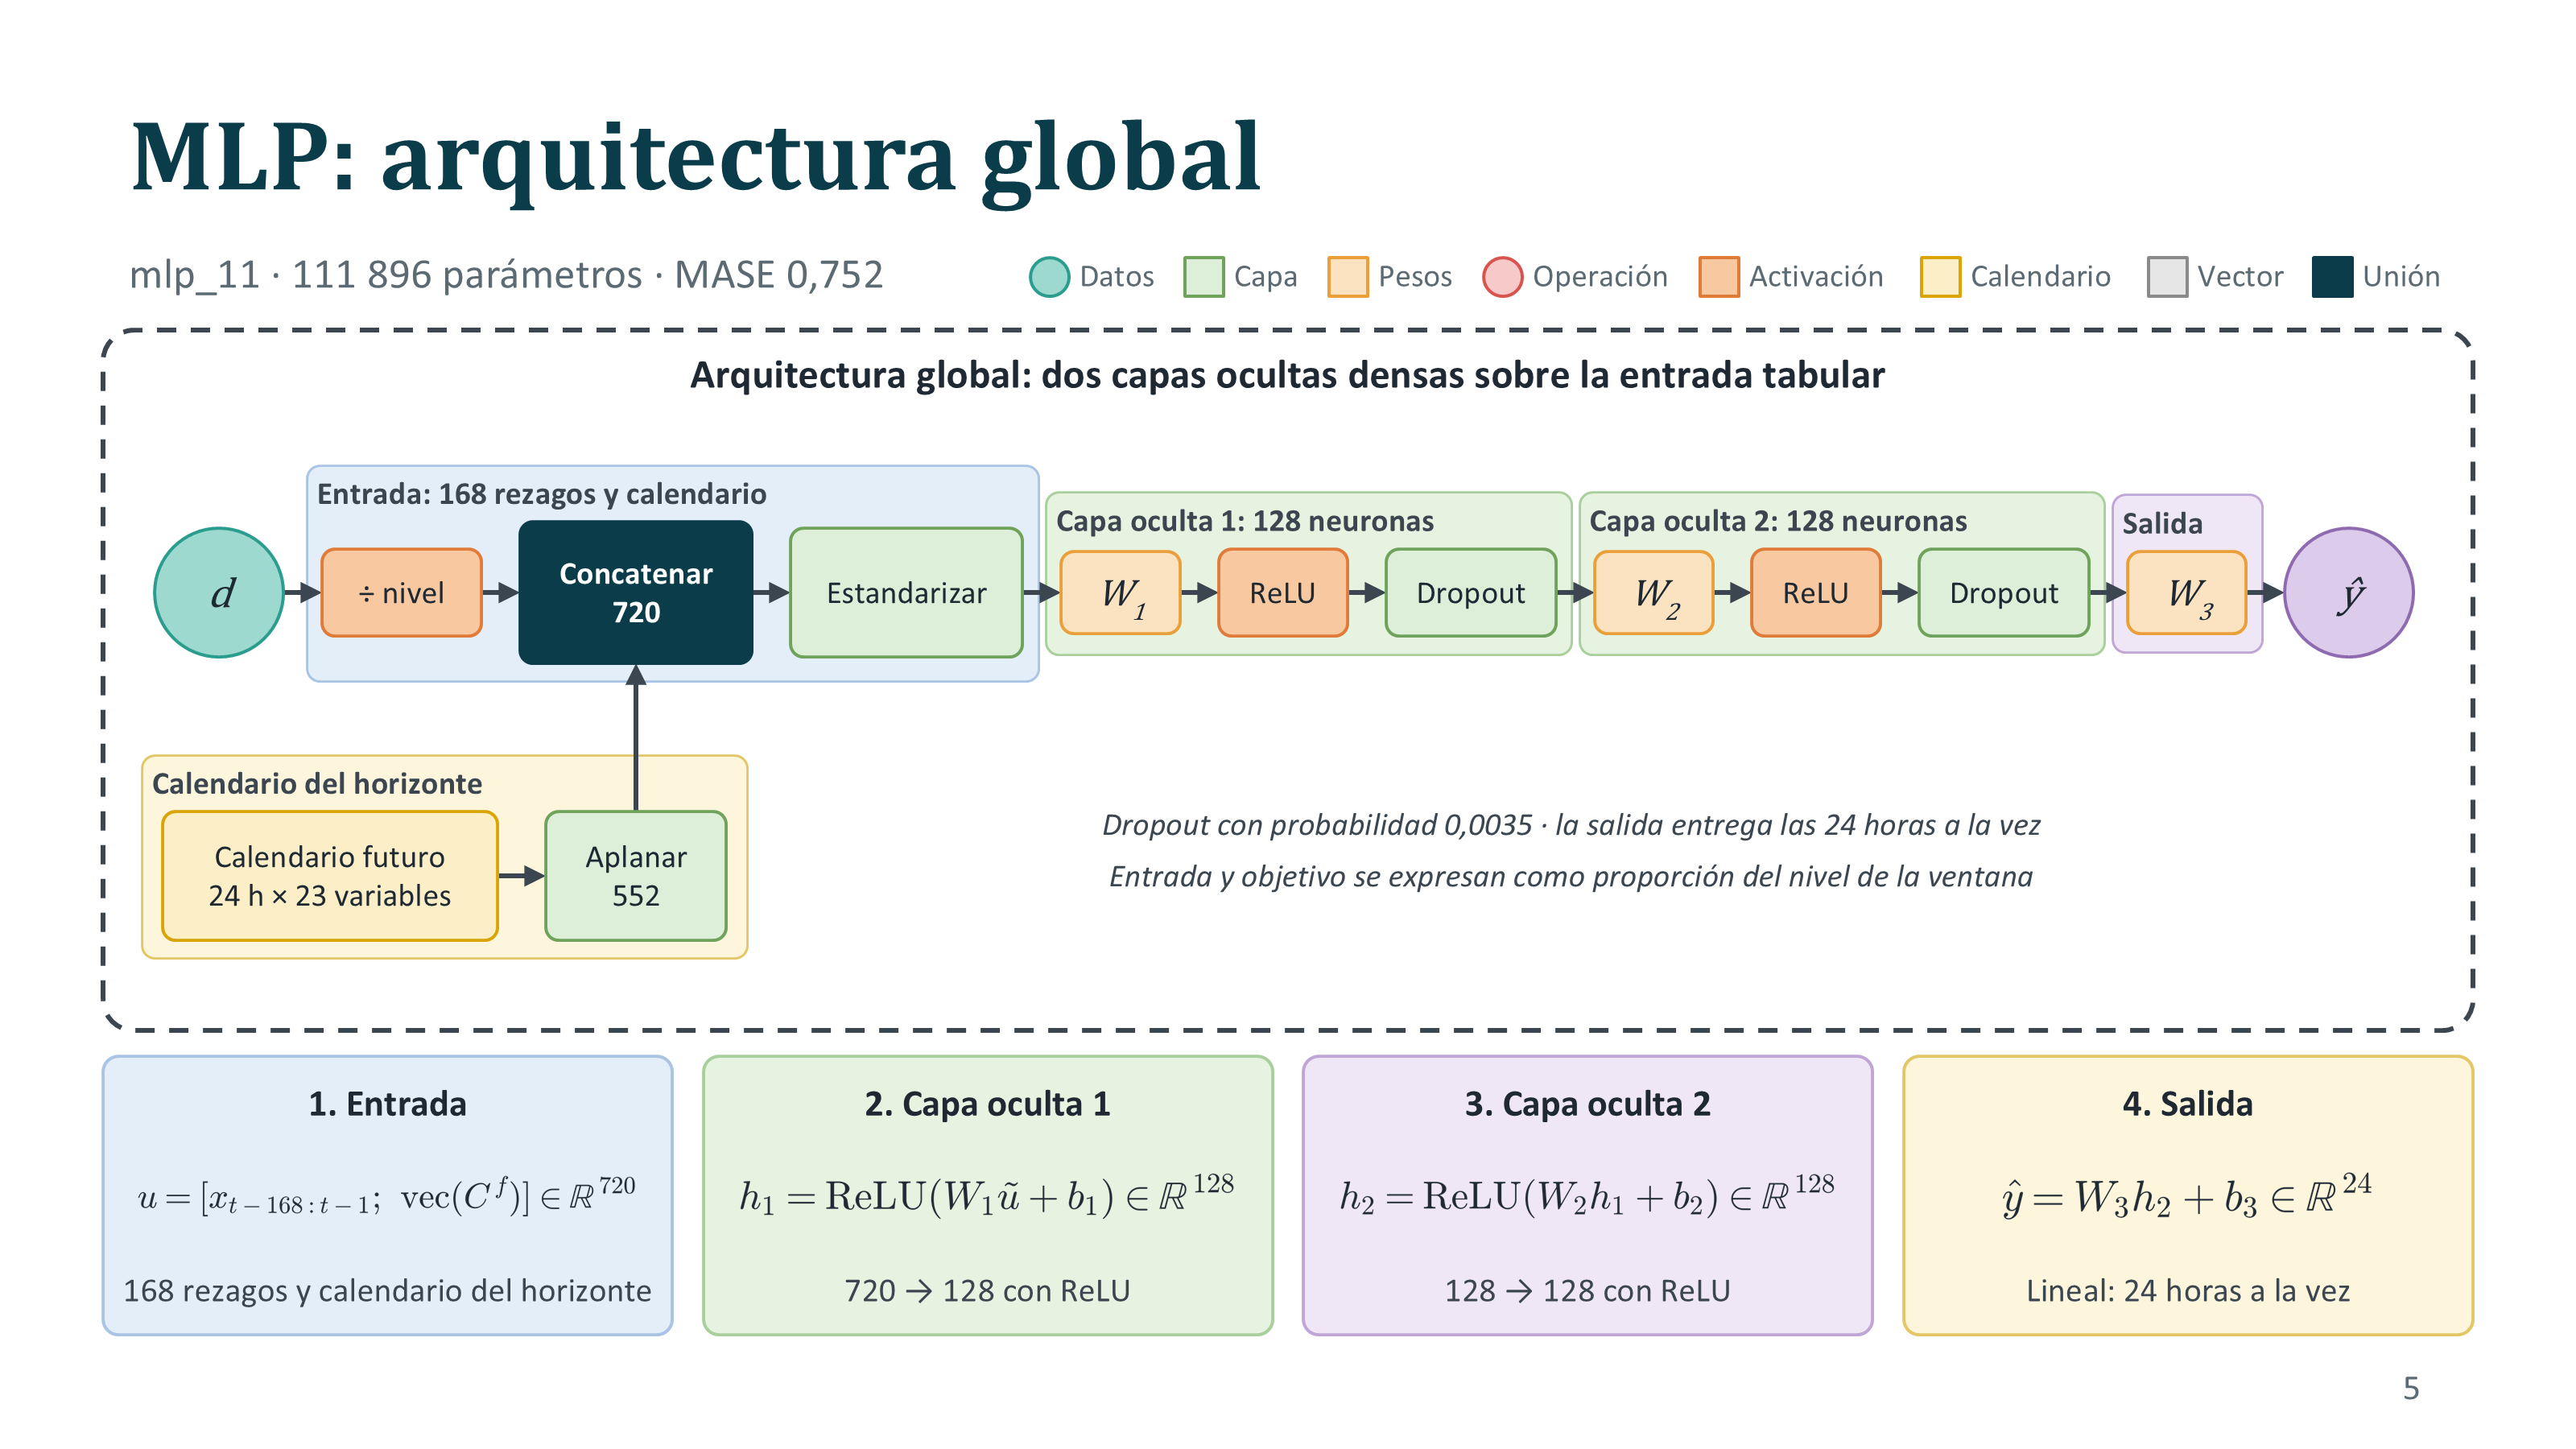 MLP: arquitectura global
mlp_11 · 111 896 parámetros · MASE 0,752
Datos
Capa
Pesos
Operación
Activación
Calendario
Vector
Unión
Arquitectura global: dos capas ocultas densas sobre la entrada tabular
Entrada: 168 rezagos y calendario
d
÷ nivel
Concatenar
720
Estandarizar
Capa oculta 1: 128 neuronas
W₁
ReLU
Dropout
Capa oculta 2: 128 neuronas
W₂
ReLU
Dropout
Salida
W₃
ŷ
Calendario del horizonte
Calendario futuro
24 h × 23 variables
Aplanar
552
Dropout con probabilidad 0,0035 · la salida entrega las 24 horas a la vez
Entrada y objetivo se expresan como proporción del nivel de la ventana
1. Entrada
u = [x_{t−168:t−1}; vec(C^f)] ∈ ℝ^{720}
168 rezagos y calendario del horizonte
2. Capa oculta 1
h₁ = ReLU(W₁ũ + b₁) ∈ ℝ^{128}
720 → 128 con ReLU
3. Capa oculta 2
h₂ = ReLU(W₂h₁ + b₂) ∈ ℝ^{128}
128 → 128 con ReLU
4. Salida
ŷ = W₃h₂ + b₃ ∈ ℝ^{24}
Lineal: 24 horas a la vez
5